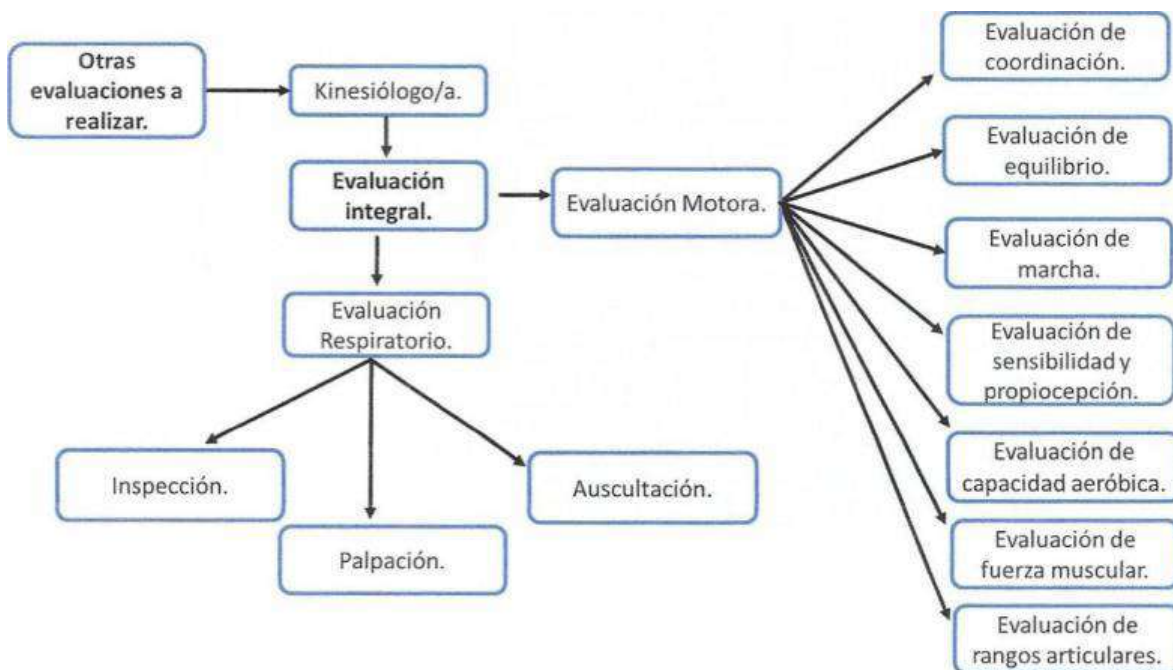 Otras
evaluaciones a
realizar.
Kinesiólogo/a.
Evaluación
integral.
Evaluación Motora.
Evaluación
Respiratorio.
Inspección.
Palpación.
Auscultación.
Evaluación de
coordinación.
Evaluación de
equilibrio.
Evaluación de
marcha.
Evaluación de
sensibilidad y
propiocepción.
Evaluación de
capacidad aeróbica.
Evaluación de
fuerza muscular.
Evaluación de
rangos articulares.